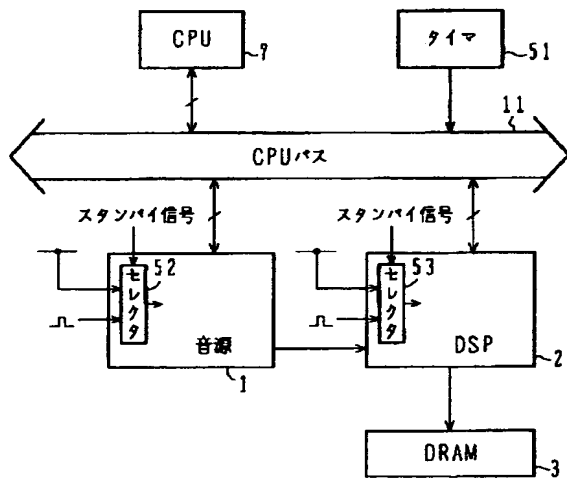 CPU
9
タイマ
51
11
CPUバス
スタンバイ信号
スタンバイ信号
セレクタ
52
セレクタ
53
音源
1
DSP
2
DRAM
3